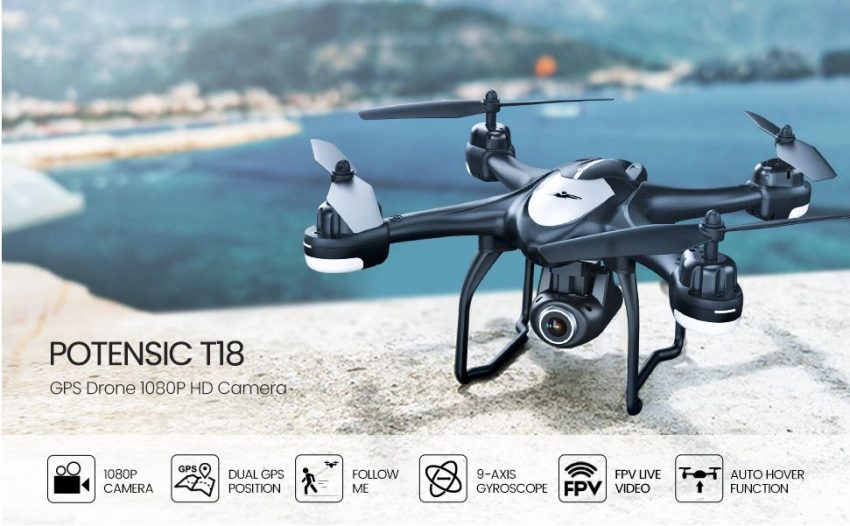 POTENSIC T18
GPS Drone 1080P HD Camera
1080P
CAMERA
GPS
DUAL GPS
POSITION
FOLLOW
ME
9-AXIS
GYROSCOPE
FPV
FPV LIVE
VIDEO
AUTO HOVER
FUNCTION